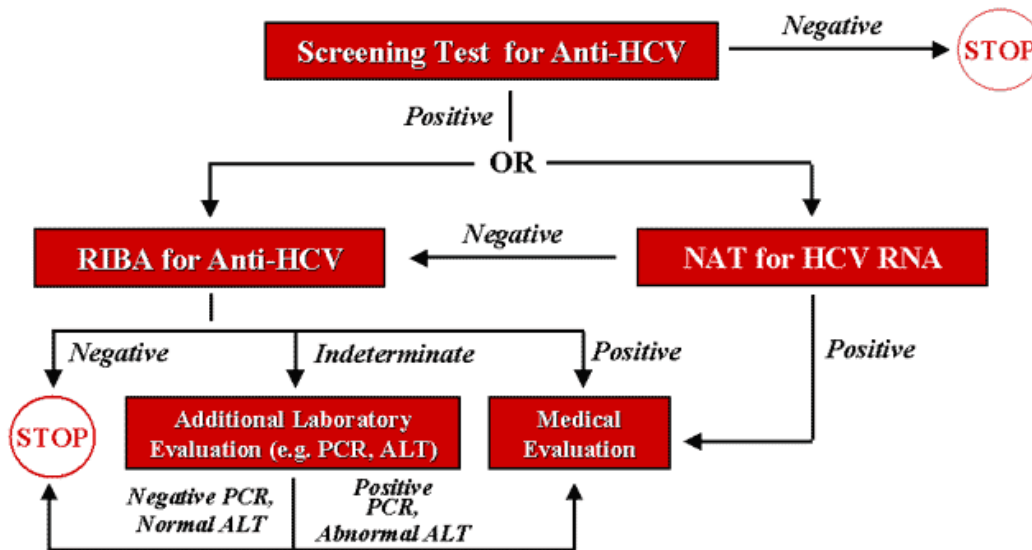 Negative
Screening Test for Anti-HCV
STOP
Positive
OR
Negative
RIBA for Anti-HCV
NAT for HCV RNA
Negative
Indeterminate
Positive
Positive
STOP
Additional Laboratory
Evaluation (e.g. PCR, ALT)
Medical
Evaluation
Negative PCR,
Normal ALT
Positive
PCR,
Abnormal ALT